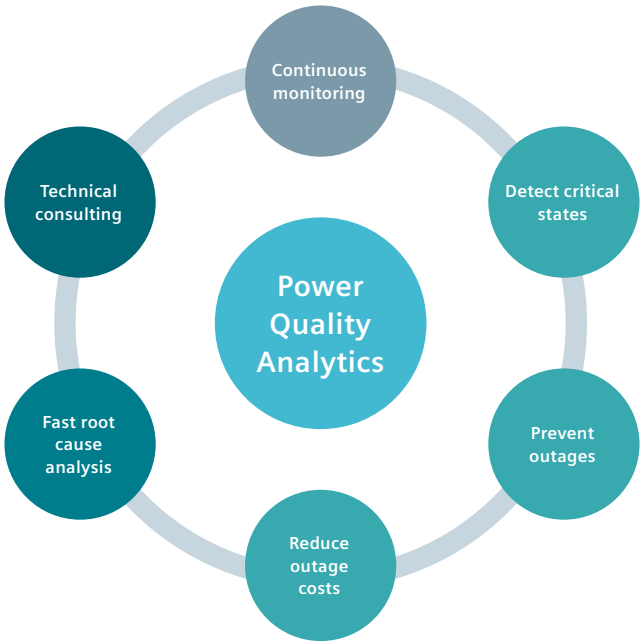 Continuous
monitoring
Detect critical
states
Prevent
outages
Reduce
outage
costs
Fast root
cause
analysis
Technical
consulting
Power
Quality
Analytics